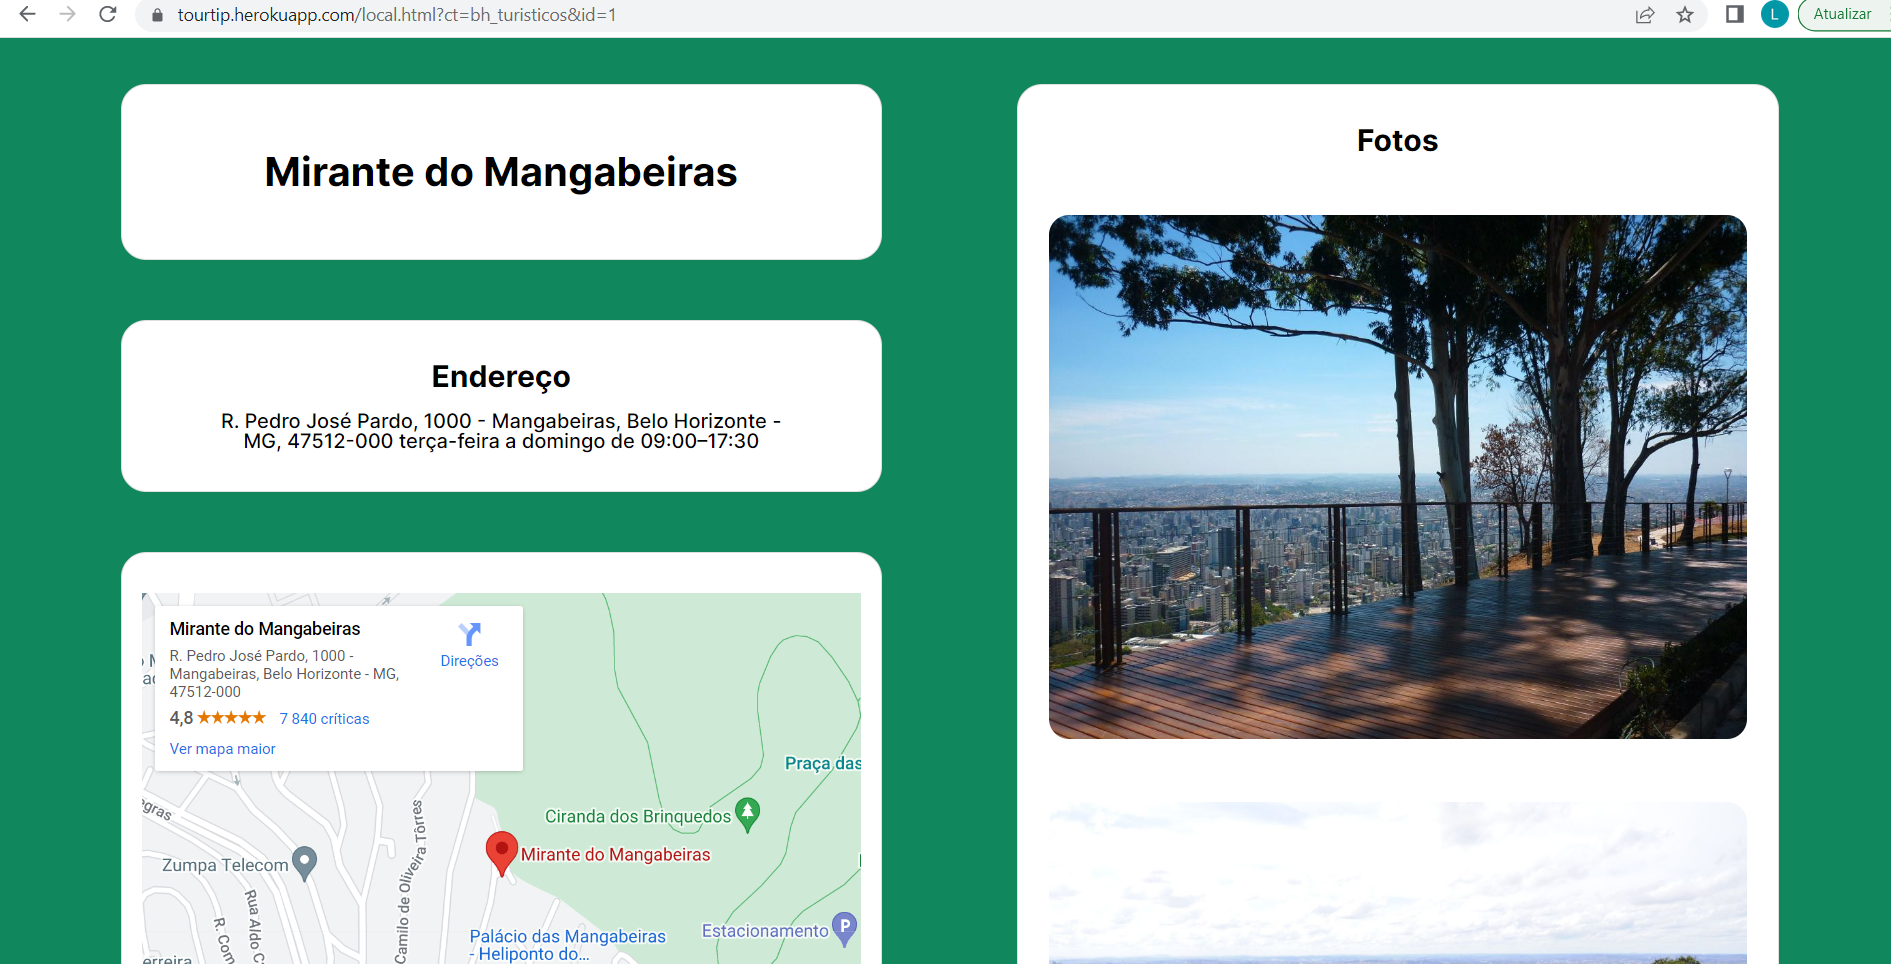 tourtip.herokuapp.com/local.html?ct=bh_turisticos&id=1
L
Atualizar
Mirante do Mangabeiras
Endereço
R. Pedro José Pardo, 1000 - Mangabeiras, Belo Horizonte -
MG, 47512-000 terça-feira a domingo de 09:00–17:30
Mirante do Mangabeiras
R. Pedro José Pardo, 1000 -
Mangabeiras, Belo Horizonte - MG,
47512-000
Direções
4,8 ★★★★★ 7 840 críticas
Ver mapa maior
Praça das
Ciranda dos Brinquedos
Mirante do Mangabeiras
Zumpa Telecom
egras
Camilo de Oliveira Tôrres
Rua Aldo C
R. Com
Palácio das Mangabeiras
- Heliponto do...
Estacionamento
P
erreira
Fotos